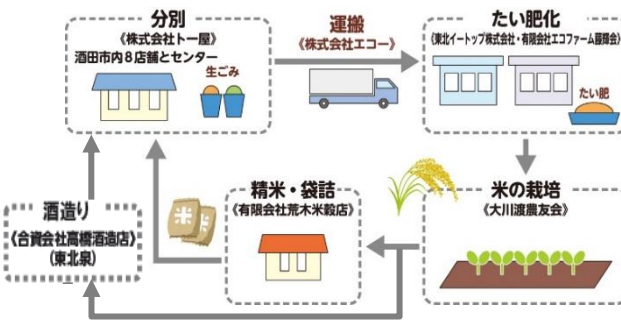 分別
《株式会社トー屋》
酒田市内8店舗とセンター
生ごみ
運搬
《株式会社エコー》
たい肥化
《東北イートップ株式会社・有限会社エコファーム藤輝会》
たい肥
米の栽培
《大川渡農友会》
精米・袋詰
《有限会社荒木米穀店》
米
米
酒造り
《合資会社高橋酒造店》
(東北泉)